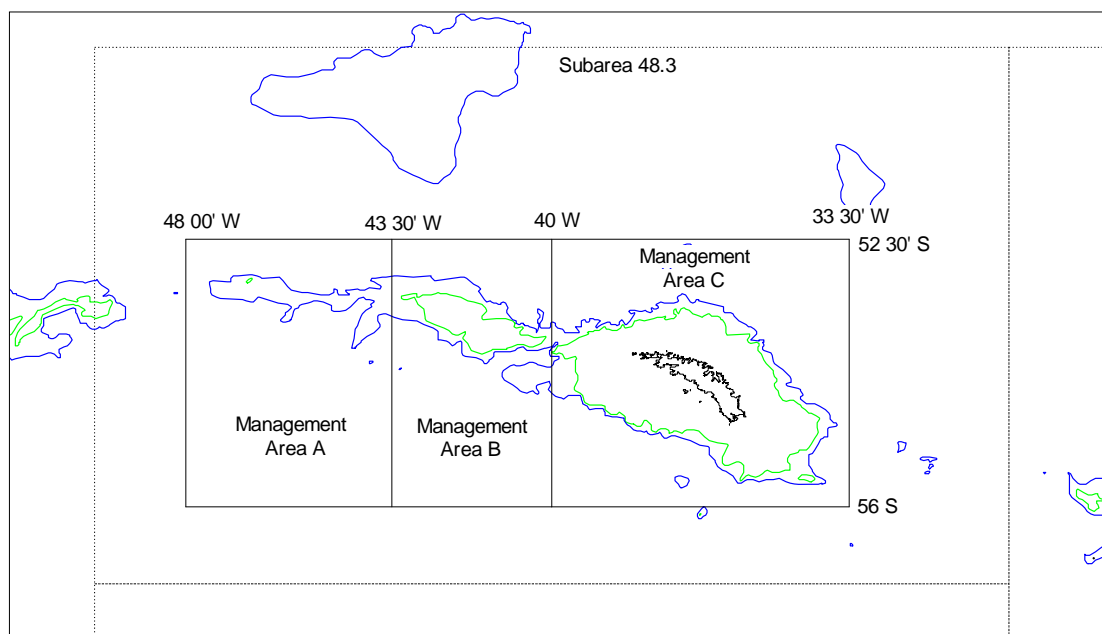 Subarea 48.3
48 00' W
43 30' W
40 W
33 30' W
52 30' S
Management
Area C
Management
Area A
Management
Area B
56 S